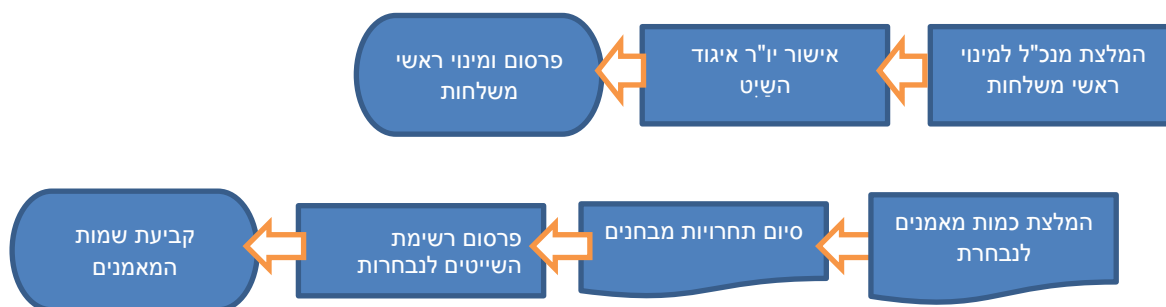 המלצת מנכ"ל למינוי
ראשי משלחות
אישור יו"ר איגוד
השַיִט
פרסום ומינוי ראשי
משלחות
המלצת כמות מאמנים
לנבחרת
סיום תחרויות מבחנים
פרסום רשימת
השייטים לנבחרות
קביעת שמות
המאמנים